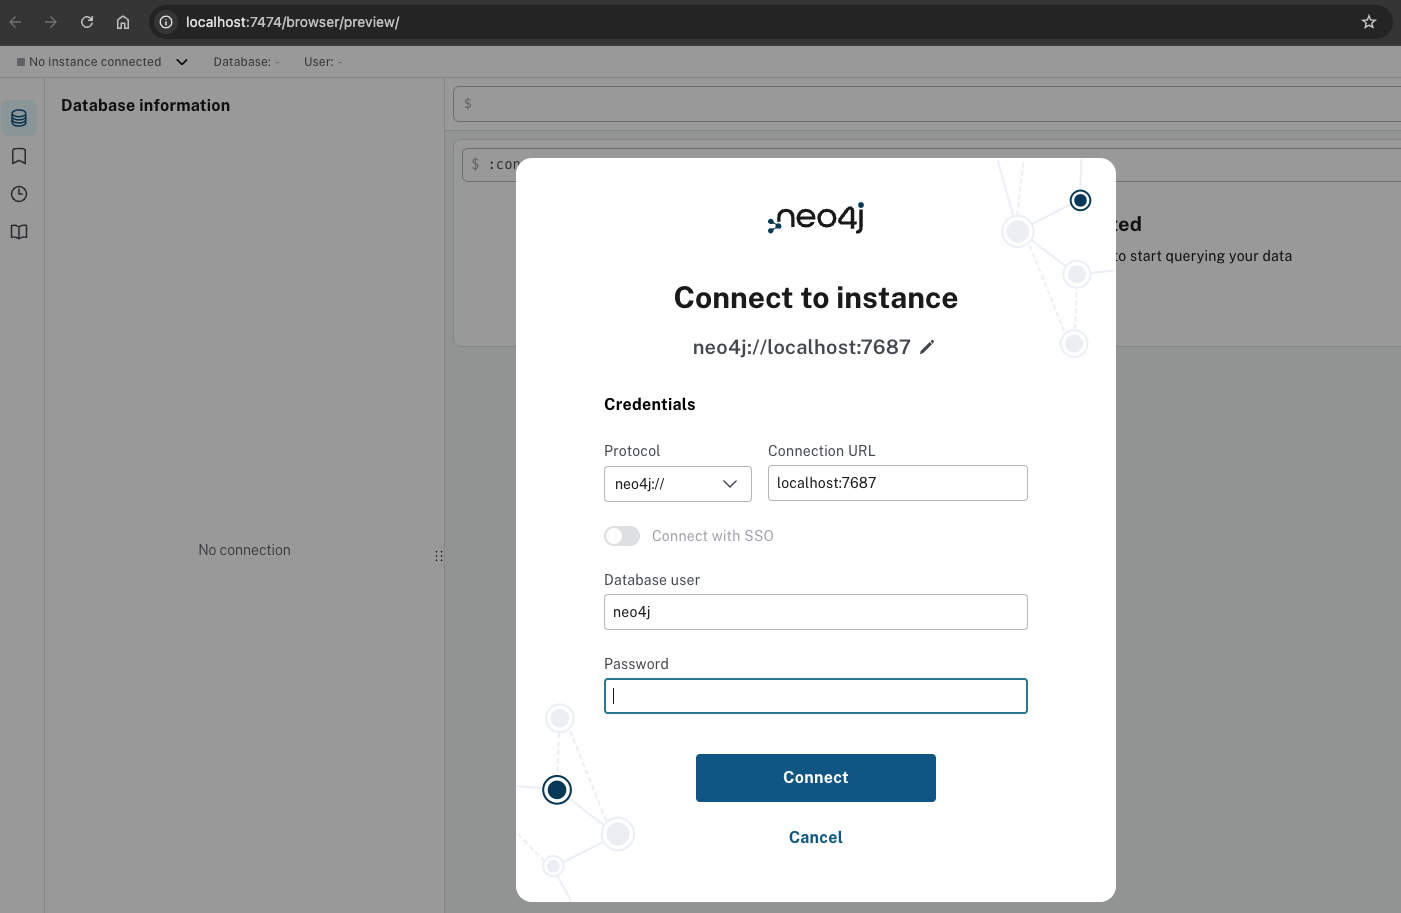 localhost:7474/browser/preview/
No instance connected Database: - User: -
Database information
$
$ :con
ted
to start querying your data
No connection
neo4j
Connect to instance
neo4j://localhost:7687
Credentials
Protocol Connection URL
neo4j:// localhost:7687
Connect with SSO
Database user
neo4j
Password
Connect
Cancel